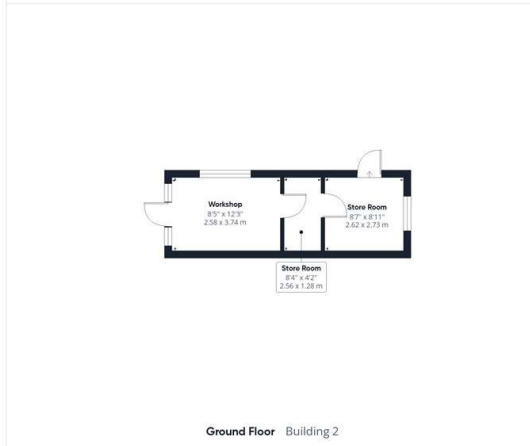 Workshop
8'5" x 12'3"
2.58 x 3.74 m
Store Room
8'7" x 8'11"
2.62 x 2.73 m
Store Room
8'4" x 4'2"
2.56 x 1.28 m
Ground Floor Building 2